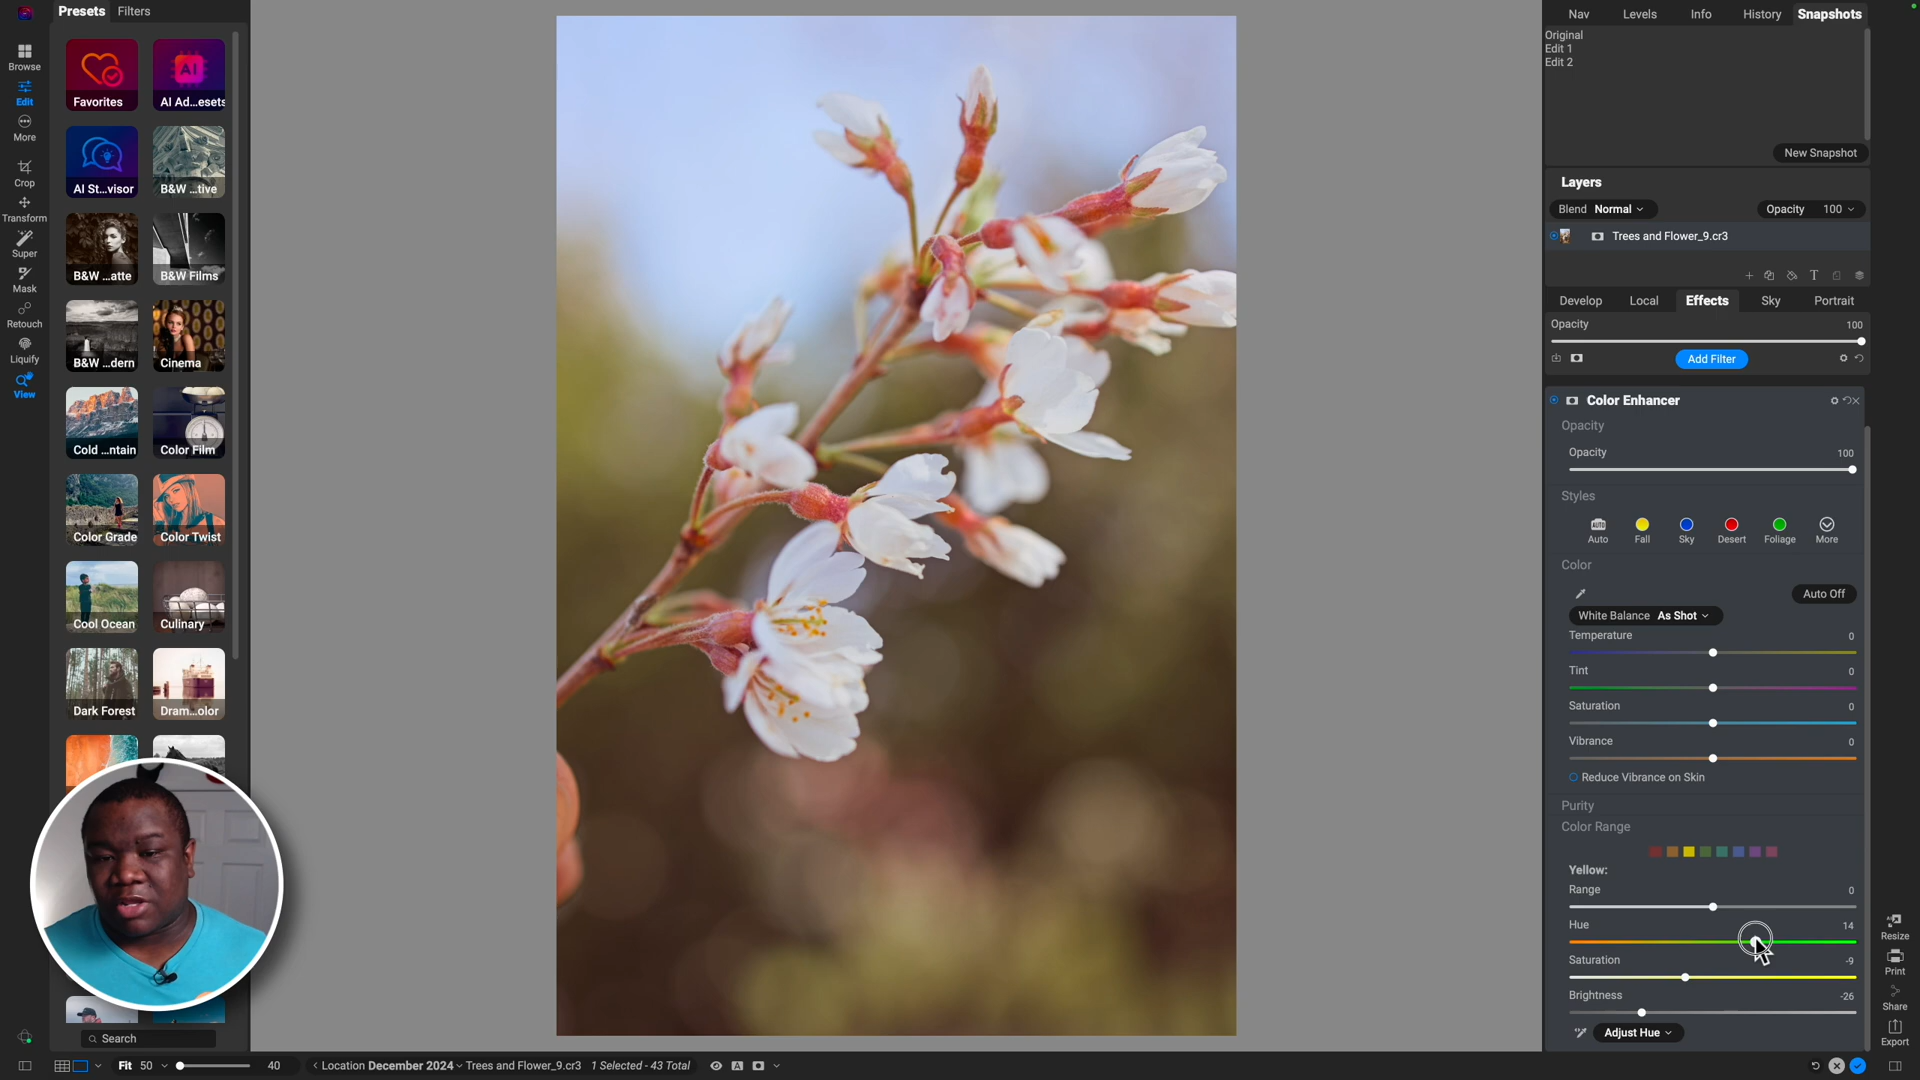 Presets Filters
Browse
Edit
More
Crop
Transform
Super
Mask
Retouch
Liquify
View
Favorites
AI Ad...esets
AI St...visor
B&W ...tive
B&W ...atte
B&W Films
B&W ...dern
Cinema
Cold ...ntain
Color Film
Color Grade
Color Twist
Cool Ocean
Culinary
Dark Forest
Dram...olor
Search
Fit 50 40
Location December 2024 Trees and Flower_9.cr3 1 Selected - 43 Total
A
Nav Levels Info History Snapshots
Original
Edit 1
Edit 2
New Snapshot
Layers
Blend Normal Opacity 100
Trees and Flower_9.cr3
T
Develop Local Effects Sky Portrait
Opacity 100
Add Filter
Color Enhancer
Opacity
Opacity 100
Styles
AUTO
Auto Fall Sky Desert Foliage More
Color
Auto Off
White Balance As Shot
Temperature 0
Tint 0
Saturation 0
Vibrance 0
Reduce Vibrance on Skin
Purity
Color Range
Yellow:
Range 0
Hue 14
Saturation -9
Brightness -26
Adjust Hue
Resize
Print
Share
Export